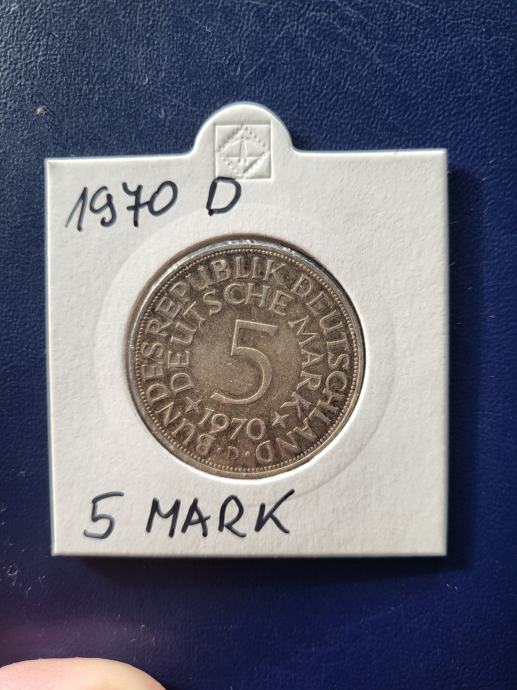 1970 D
BUNDESREPUBLIK DEUTSCHLAND
DEUTSCHE MARK
5
1970
D
5 MARK